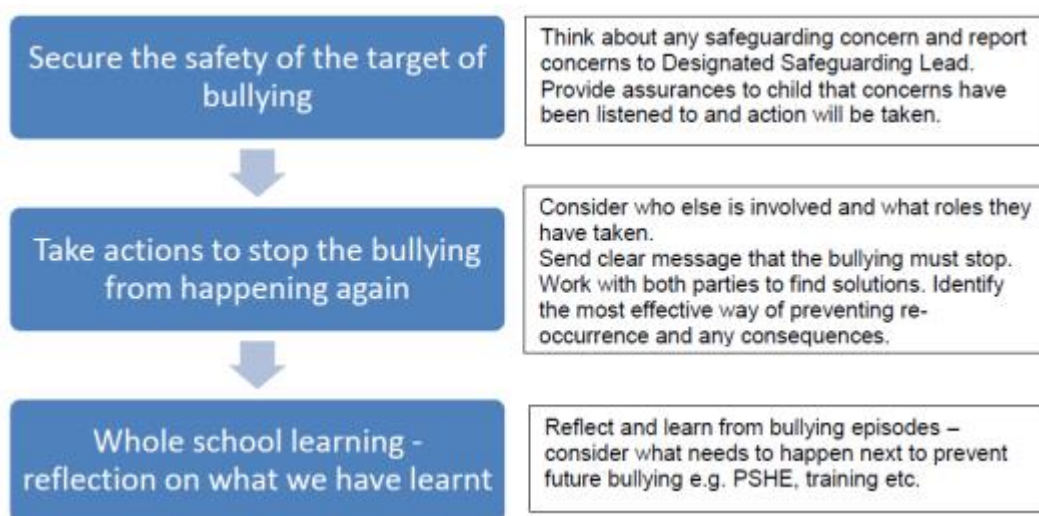 Secure the safety of the target of
bullying
Think about any safeguarding concern and report
concerns to Designated Safeguarding Lead.
Provide assurances to child that concerns have
been listened to and action will be taken.
Take actions to stop the bullying
from happening again
Consider who else is involved and what roles they
have taken.
Send clear message that the bullying must stop.
Work with both parties to find solutions. Identify
the most effective way of preventing re-
occurrence and any consequences.
Whole school learning -
reflection on what we have learnt
Reflect and learn from bullying episodes –
consider what needs to happen next to prevent
future bullying e.g. PSHE, training etc.